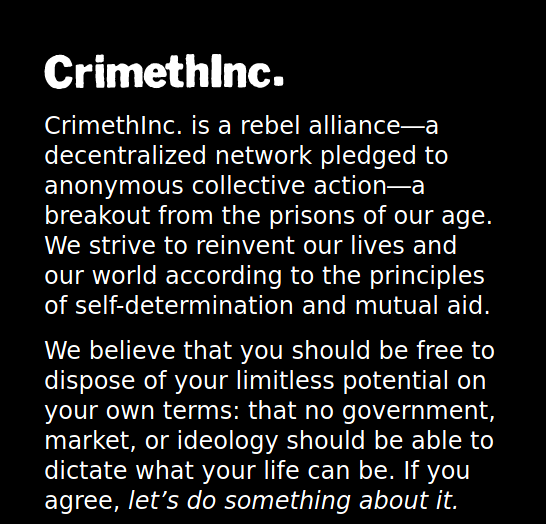 CrimethInc.
CrimethInc. is a rebel alliance—a
decentralized network pledged to
anonymous collective action—a
breakout from the prisons of our age.
We strive to reinvent our lives and
our world according to the principles
of self-determination and mutual aid.
We believe that you should be free to
dispose of your limitless potential on
your own terms: that no government,
market, or ideology should be able to
dictate what your life can be. If you
agree, let’s do something about it.